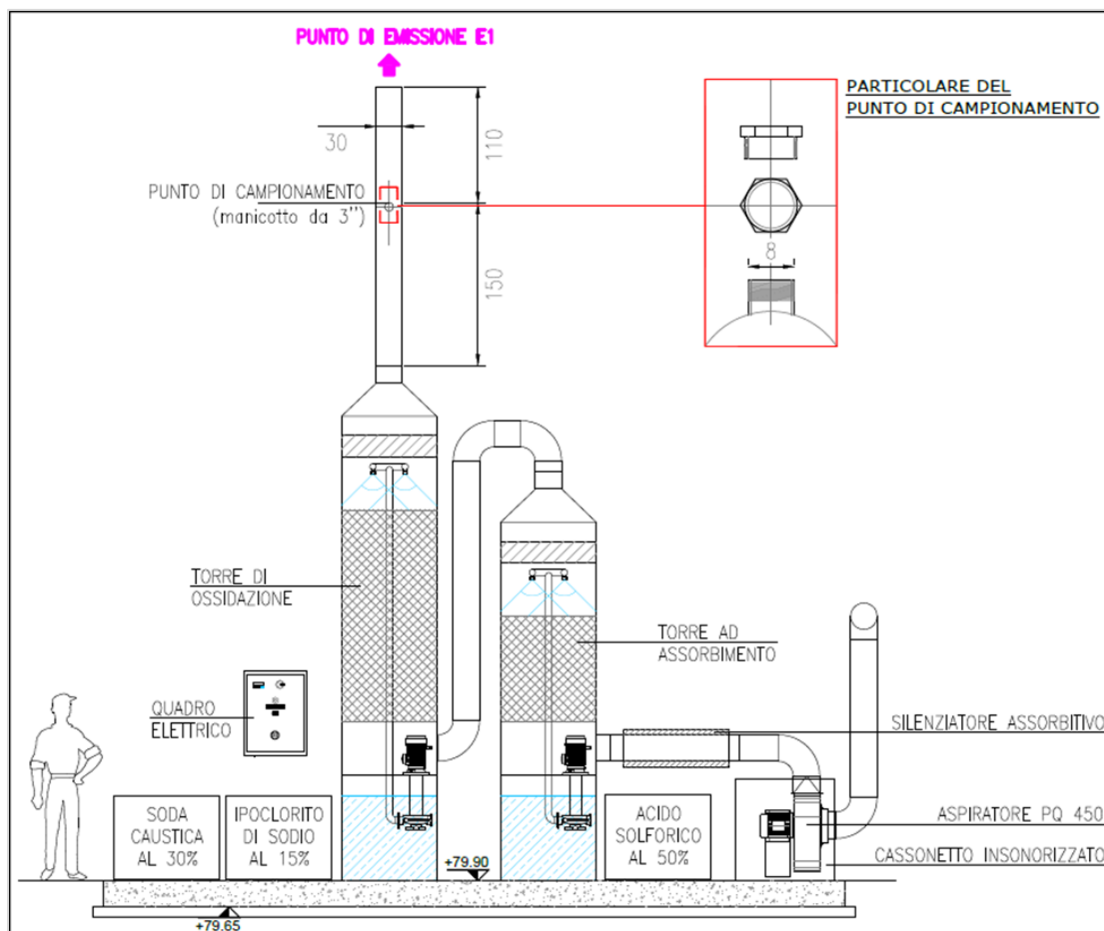 PUNTO DI EMISSIONE E1
PARTICOLARE DEL
PUNTO DI CAMPIONAMENTO
30
110
PUNTO DI CAMPIONAMENTO
(manicotto da 3'')
8
150
TORRE DI
OSSIDAZIONE
TORRE AD
ASSORBIMENTO
QUADRO
ELETTRICO
SILENZIATORE ASSORBITIVO
SODA
CAUSTICA
AL 30%
IPOCLORITO
DI SODIO
AL 15%
ACIDO
SOLFORICO
AL 50%
ASPIRATORE PQ 450
CASSONETTO INSONORIZZATO
+79.90
+79.65